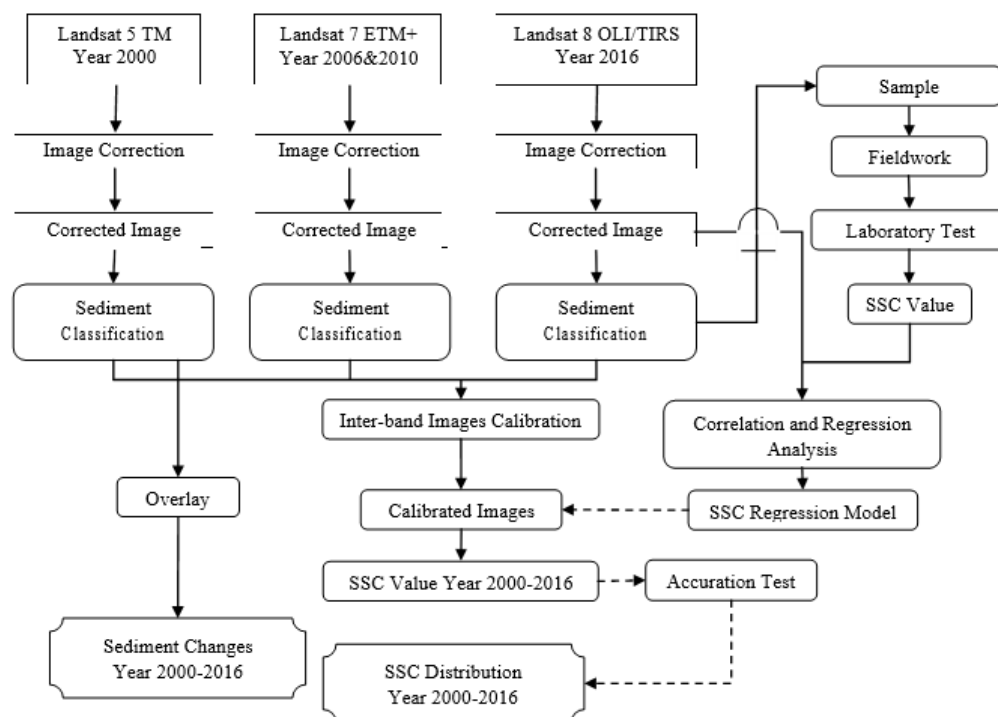 Landsat 5 TM
Year 2000
Landsat 7 ETM+
Year 2006&2010
Landsat 8 OLI/TIRS
Year 2016
Sample
Image Correction
Image Correction
Image Correction
Fieldwork
Corrected Image
Corrected Image
Corrected Image
Laboratory Test
Sediment
Classification
Sediment
Classification
Sediment
Classification
SSC Value
Inter-band Images Calibration
Correlation and Regression
Analysis
Overlay
Calibrated Images
SSC Regression Model
SSC Value Year 2000-2016
Accuration Test
Sediment Changes
Year 2000-2016
SSC Distribution
Year 2000-2016